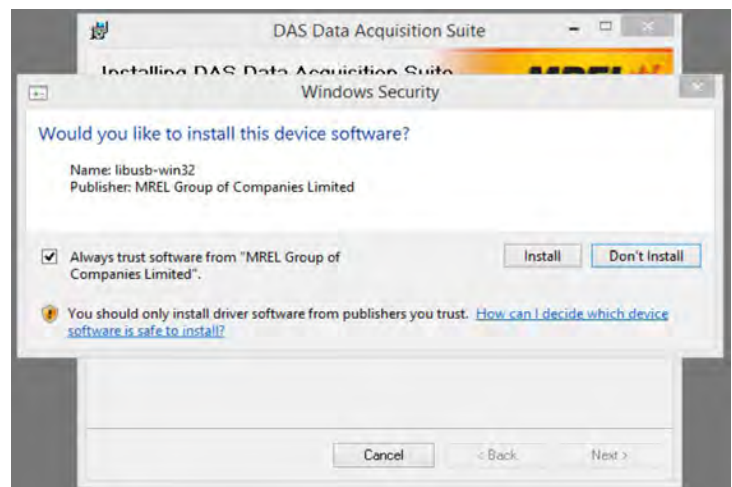 DAS Data Acquisition Suite
Installing DAS Data Acquisition Suite
MREL
Windows Security
Would you like to install this device software?
Name: libusb-win32
Publisher: MREL Group of Companies Limited
Always trust software from "MREL Group of
Companies Limited".
Install
Don't Install
You should only install driver software from publishers you trust. How can I decide which device
software is safe to install?
Cancel
< Back
Next >